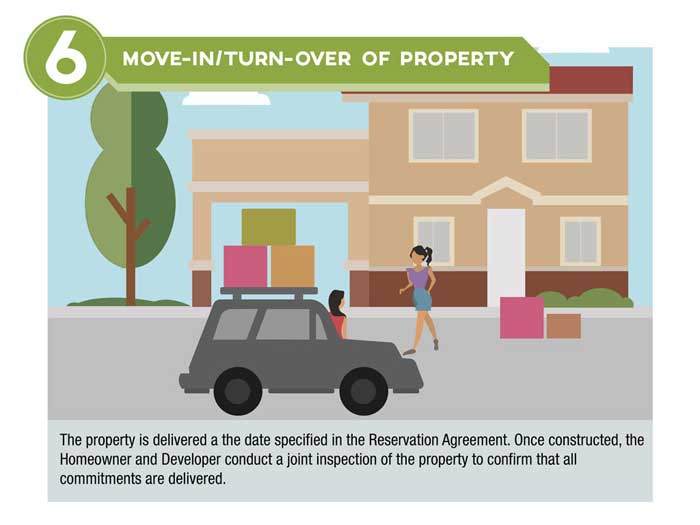 6
MOVE-IN/TURN-OVER OF PROPERTY
The property is delivered a the date specified in the Reservation Agreement. Once constructed, the
Homeowner and Developer conduct a joint inspection of the property to confirm that all
commitments are delivered.